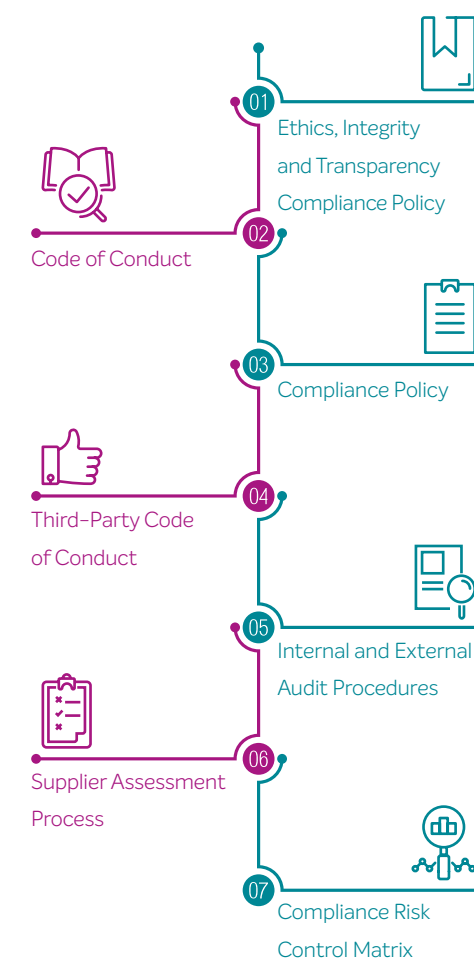 01
Ethics, Integrity
and Transparency
Compliance Policy
02
Code of Conduct
03
Compliance Policy
04
Third-Party Code
of Conduct
05
Internal and External
Audit Procedures
06
Supplier Assessment
Process
07
Compliance Risk
Control Matrix